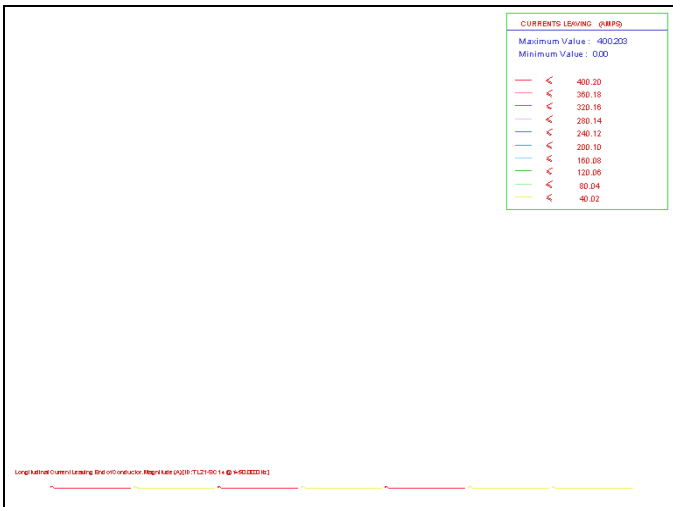 CURRENTS LEAVING (AMPS)
Maximum Value : 400.203
Minimum Value : 0.00
≤ 400.20
≤ 360.18
≤ 320.16
≤ 280.14
≤ 240.12
≤ 200.10
≤ 160.08
≤ 120.06
≤ 80.04
≤ 40.02
Longitudinal Current Leaving End of Conductor. Magnitude (A)